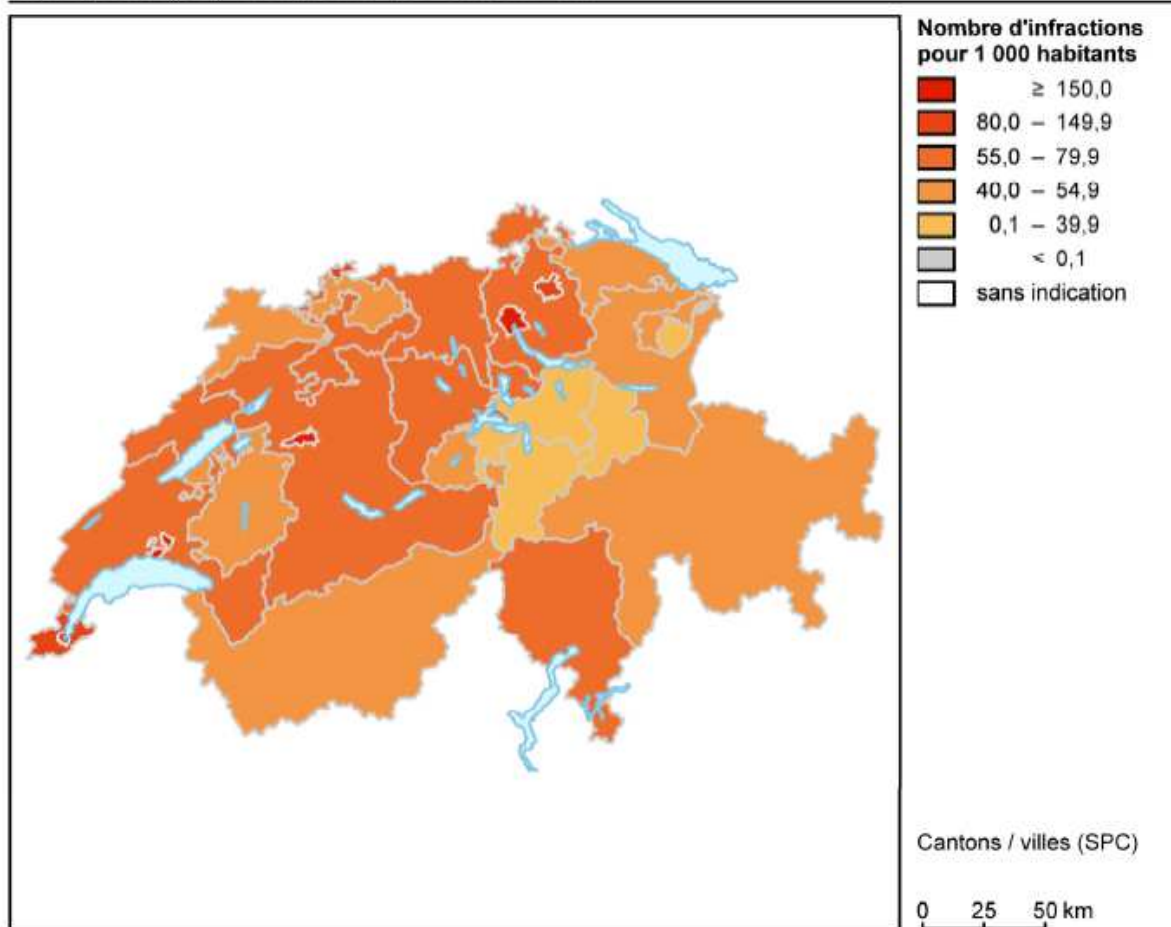 Nombre d'infractions
pour 1 000 habitants
≥ 150,0
80,0 – 149,9
55,0 – 79,9
40,0 – 54,9
0,1 – 39,9
< 0,1
sans indication
Cantons / villes (SPC)
0 25 50 km